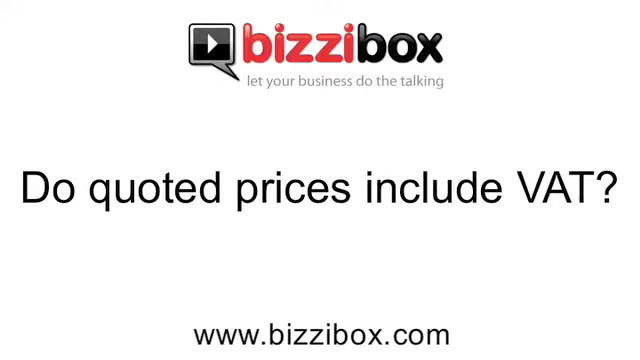 bizzibox
let your business do the talking
Do quoted prices include VAT?
www.bizzibox.com